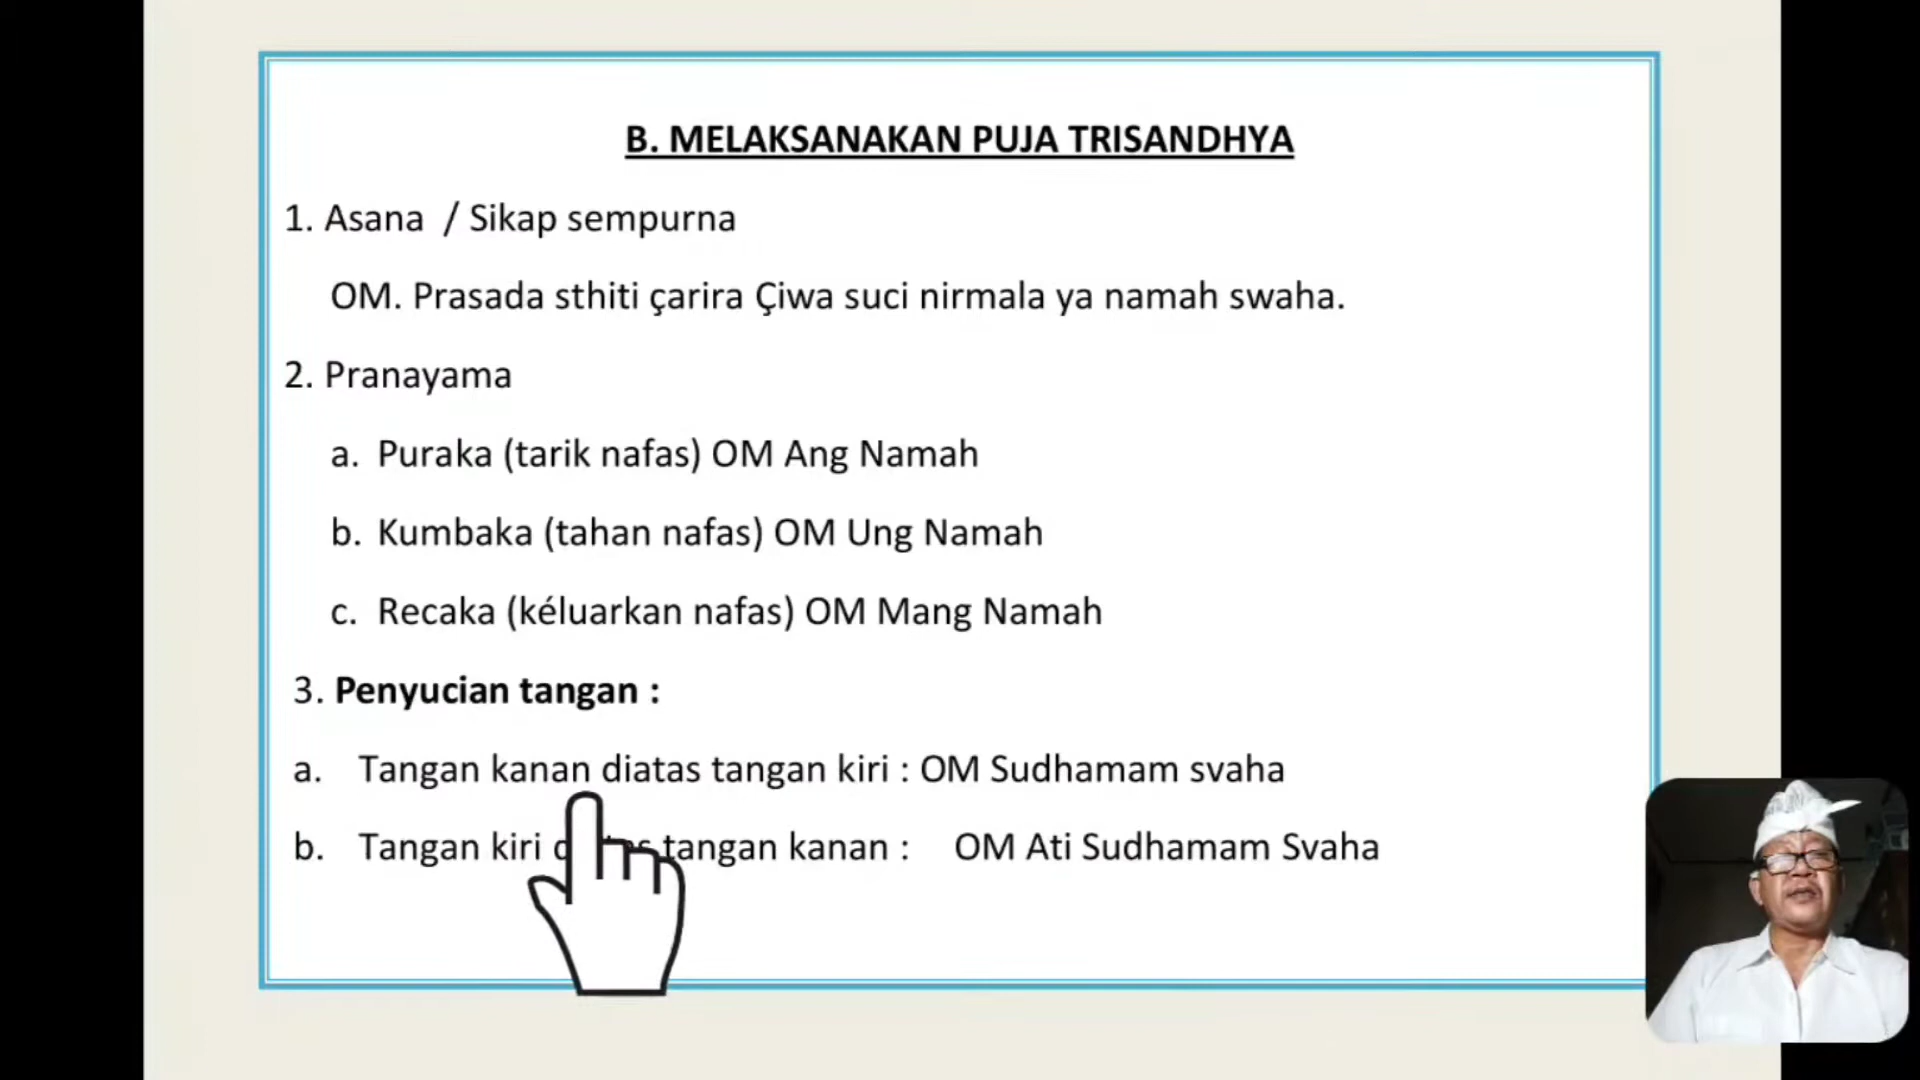 B. MELAKSANAKAN PUJA TRISANDHYA
1. Asana / Sikap sempurna
OM. Prasada sthiti çarira Çiwa suci nirmala ya namah swaha.
2. Pranayama
a. Puraka (tarik nafas) OM Ang Namah
b. Kumbaka (tahan nafas) OM Ung Namah
c. Recaka (kéluarkan nafas) OM Mang Namah
3. Penyucian tangan :
a. Tangan kanan diatas tangan kiri : OM Sudhamam svaha
b. Tangan kiri tangan kanan : OM Ati Sudhamam Svaha